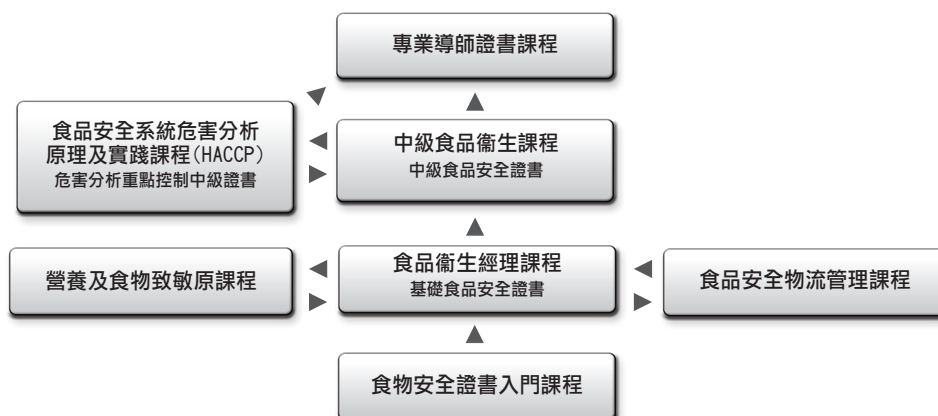 專業導師證書課程
食品安全系統危害分析
原理及實踐課程(HACCP)
危害分析重點控制中級證書
中級食品衞生課程
中級食品安全證書
營養及食物致敏原課程
食品衞生經理課程
基礎食品安全證書
食品安全物流管理課程
食物安全證書入門課程